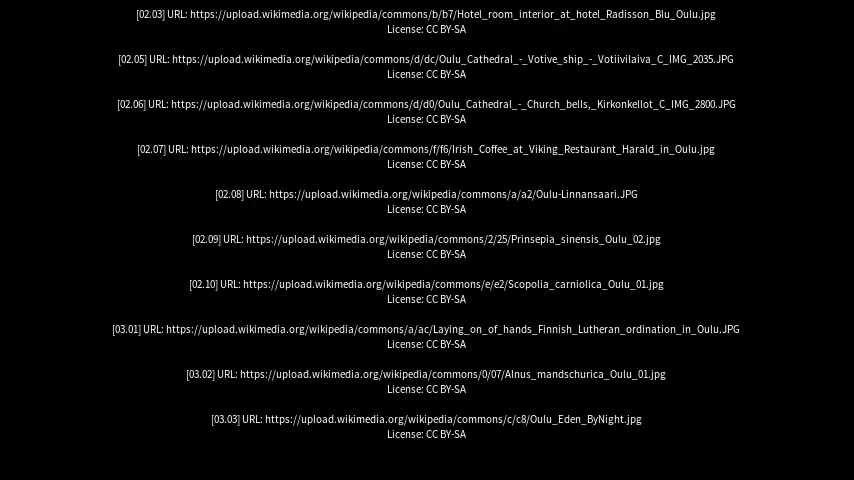 [02.03] URL: https://upload.wikimedia.org/wikipedia/commons/b/b7/Hotel_room_interior_at_hotel_Radisson_Blu_Oulu.jpg
License: CC BY-SA
[02.05] URL: https://upload.wikimedia.org/wikipedia/commons/d/dc/Oulu_Cathedral_-_Votive_ship_-_Votiivilaiva_C_IMG_2035.JPG
License: CC BY-SA
[02.06] URL: https://upload.wikimedia.org/wikipedia/commons/d/d0/Oulu_Cathedral_-_Church_bells,_Kirkonkellot_C_IMG_2800.JPG
License: CC BY-SA
[02.07] URL: https://upload.wikimedia.org/wikipedia/commons/f/f6/Irish_Coffee_at_Viking_Restaurant_Harald_in_Oulu.jpg
License: CC BY-SA
[02.08] URL: https://upload.wikimedia.org/wikipedia/commons/a/a2/Oulu-Linnansaari.JPG
License: CC BY-SA
[02.09] URL: https://upload.wikimedia.org/wikipedia/commons/2/25/Prinsepia_sinensis_Oulu_02.jpg
License: CC BY-SA
[02.10] URL: https://upload.wikimedia.org/wikipedia/commons/e/e2/Scopolia_carniolica_Oulu_01.jpg
License: CC BY-SA
[03.01] URL: https://upload.wikimedia.org/wikipedia/commons/a/ac/Laying_on_of_hands_Finnish_Lutheran_ordination_in_Oulu.JPG
License: CC BY-SA
[03.02] URL: https://upload.wikimedia.org/wikipedia/commons/0/07/Alnus_mandschurica_Oulu_01.jpg
License: CC BY-SA
[03.03] URL: https://upload.wikimedia.org/wikipedia/commons/c/c8/Oulu_Eden_ByNight.jpg
License: CC BY-SA